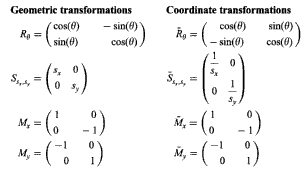 Geometric transformations
R_θ = ( cos(θ) − sin(θ) ; sin(θ) cos(θ) )
S_{s_x,s_y} = ( s_x 0 ; 0 s_y )
M_x = ( 1 0 ; 0 − 1 )
M_y = ( −1 0 ; 0 1 )
Coordinate transformations
R̄_θ = ( cos(θ) sin(θ) ; − sin(θ) cos(θ) )
S̄_{s_x,s_y} = ( 1/s_x 0 ; 0 1/s_y )
M̄_x = ( 1 0 ; 0 − 1 )
M̄_y = ( −1 0 ; 0 1 )